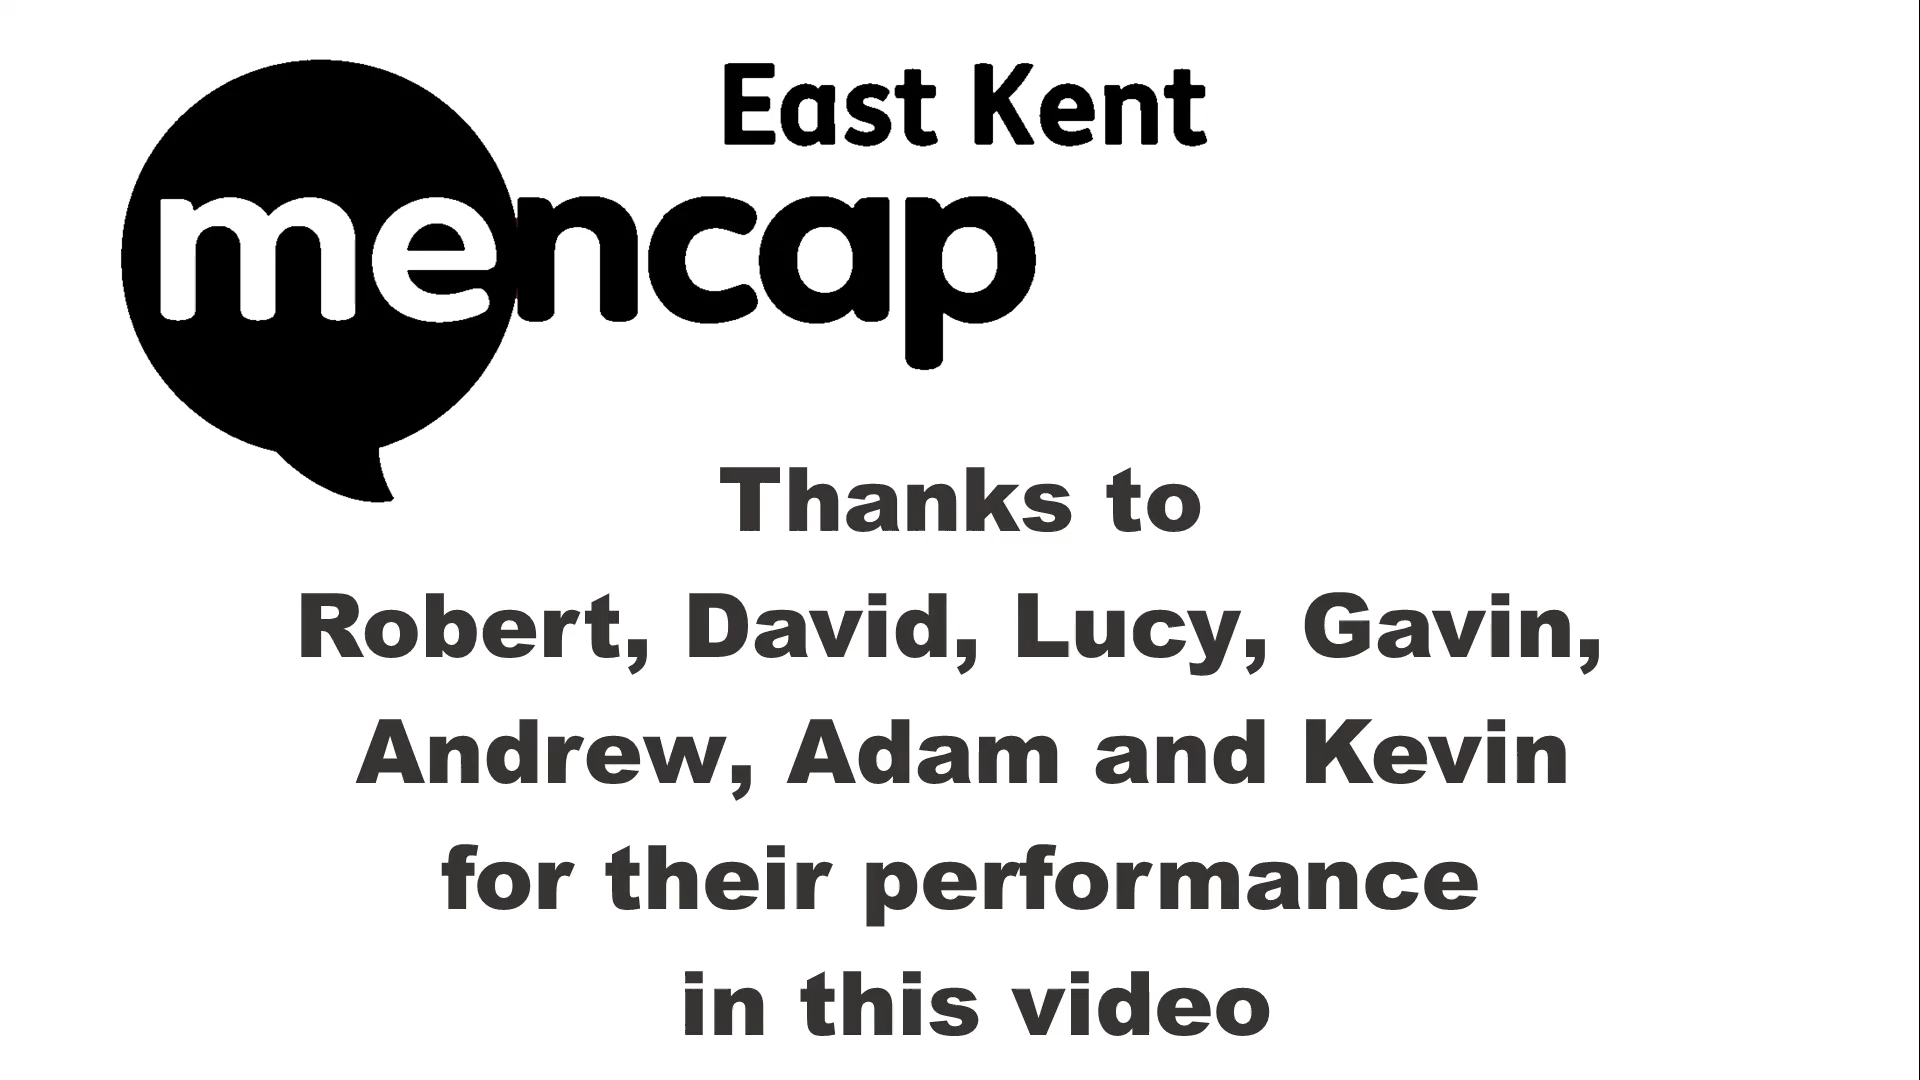 East Kent
mencap
Thanks to
Robert, David, Lucy, Gavin,
Andrew, Adam and Kevin
for their performance
in this video